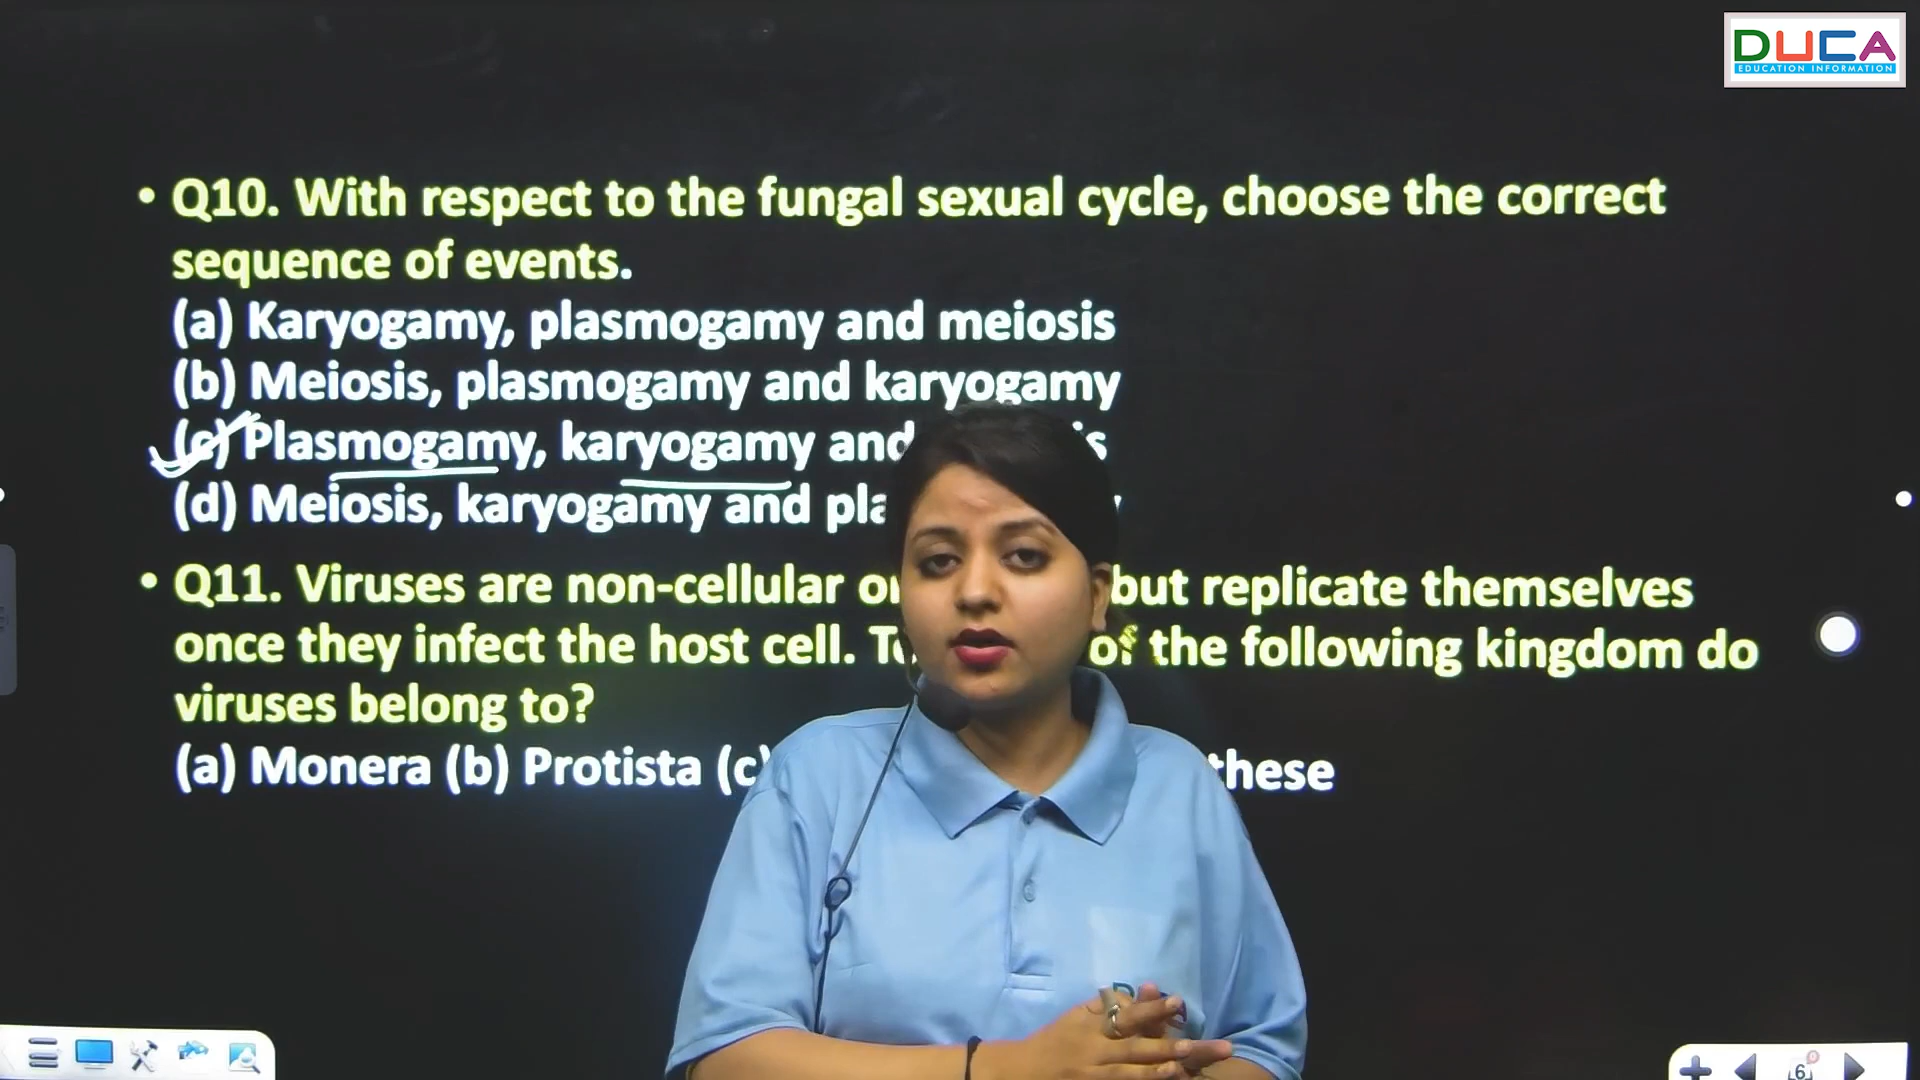 DUCA
EDUCATION INFORMATION
• Q10. With respect to the fungal sexual cycle, choose the correct
sequence of events.
(a) Karyogamy, plasmogamy and meiosis
(b) Meiosis, plasmogamy and karyogamy
(c) Plasmogamy, karyogamy and
(d) Meiosis, karyogamy and
• Q11. Viruses are non-cellular but replicate themselves
once they infect the host cell. of the following kingdom do
viruses belong to?
(a) Monera (b) Protista (c) these
6